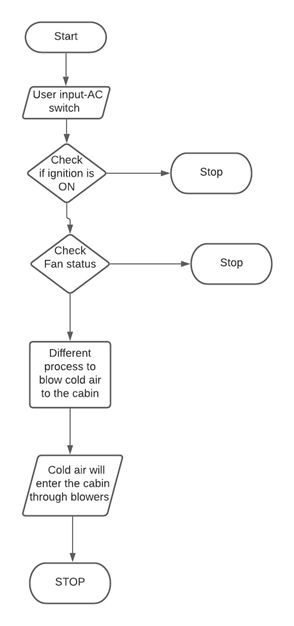 Start
User input-AC
switch
Check
if ignition is
ON
Stop
Check
Fan status
Stop
Different
process to
blow cold air
to the cabin
Cold air will
enter the cabin
through blowers
STOP